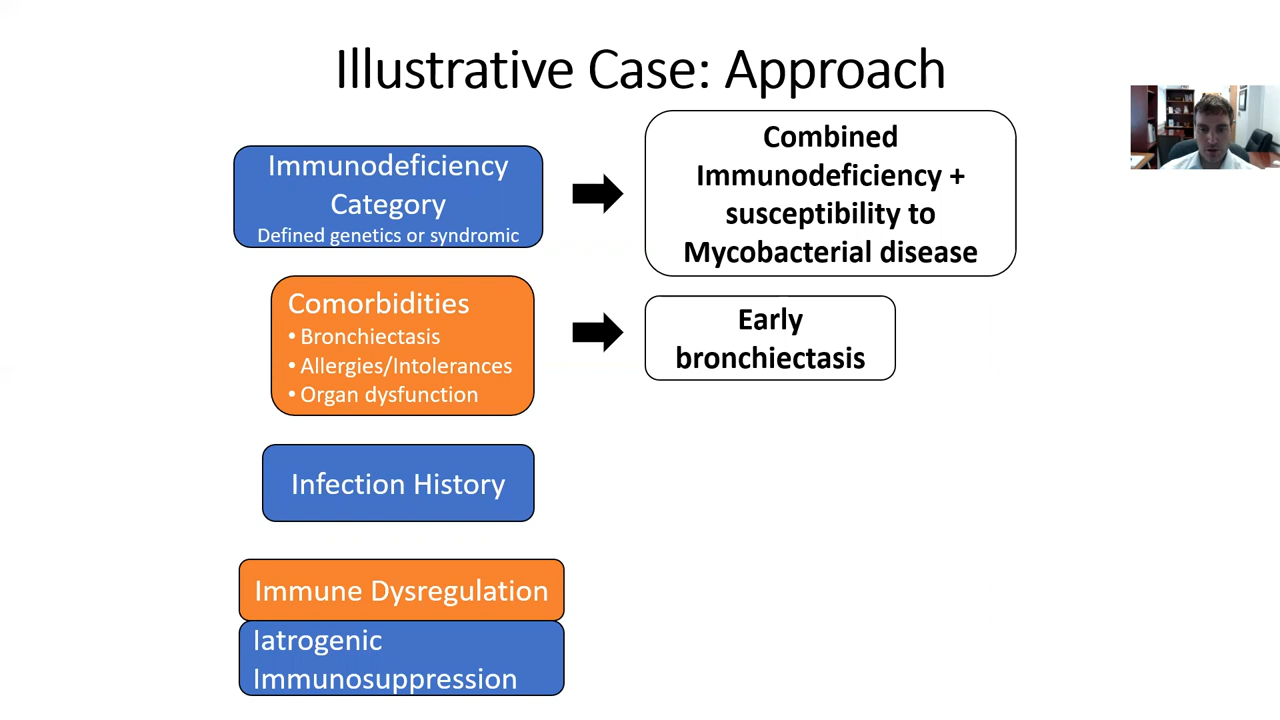 Illustrative Case: Approach
Immunodeficiency
Category
Defined genetics or syndromic
Combined
Immunodeficiency +
susceptibility to
Mycobacterial disease
Comorbidities
• Bronchiectasis
• Allergies/Intolerances
• Organ dysfunction
Early
bronchiectasis
Infection History
Immune Dysregulation
Iatrogenic
Immunosuppression